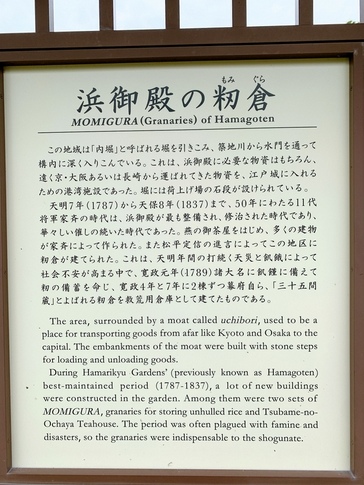 もみ ぐら
浜御殿の籾倉
MOMIGURA (Granaries) of Hamagoten
この地域は「内堀」と呼ばれる堀を引きこみ、築地川から水門を通って
構内に深く入りこんでいる。これは、浜御殿に必要な物資はもちろん、
遠く京・大阪あるいは長崎から運ばれてきた物資を、江戸城に入れる
ための港湾施設であった。堀には荷上げ場の石段が設けられている。
天明7年(1787)から天保8年(1837)まで、50年にわたる11代
将軍家斉の時代は、浜御殿が最も整備され、修治された時代であり、
華々しい催しの続いた時代であった。燕の御茶屋をはじめ、多くの建物
が家斉によって作られた。また松平定信の進言によってこの地区に
籾倉が建てられた。これは、天明年間の打続く天災と飢餓によって
社会不安が高まる中で、寛政元年(1789)諸大名に飢饉に備えて
籾の備蓄を命じ、寛政4年と7年に2棟ずつ幕府自ら、「三十五間
蔵」とよばれる籾倉を救荒用倉庫として建てたものである。
The area, surrounded by a moat called uchibori, used to be a
place for transporting goods from afar like Kyoto and Osaka to the
capital. The embankments of the moat were built with stone steps
for loading and unloading goods.
During Hamarikyu Gardens' (previously known as Hamagoten)
best-maintained period (1787-1837), a lot of new buildings
were constructed in the garden. Among them were two sets of
MOMIGURA, granaries for storing unhulled rice and Tsubame-no-
Ochaya Teahouse. The period was often plagued with famine and
disasters, so the granaries were indispensable to the shogunate.